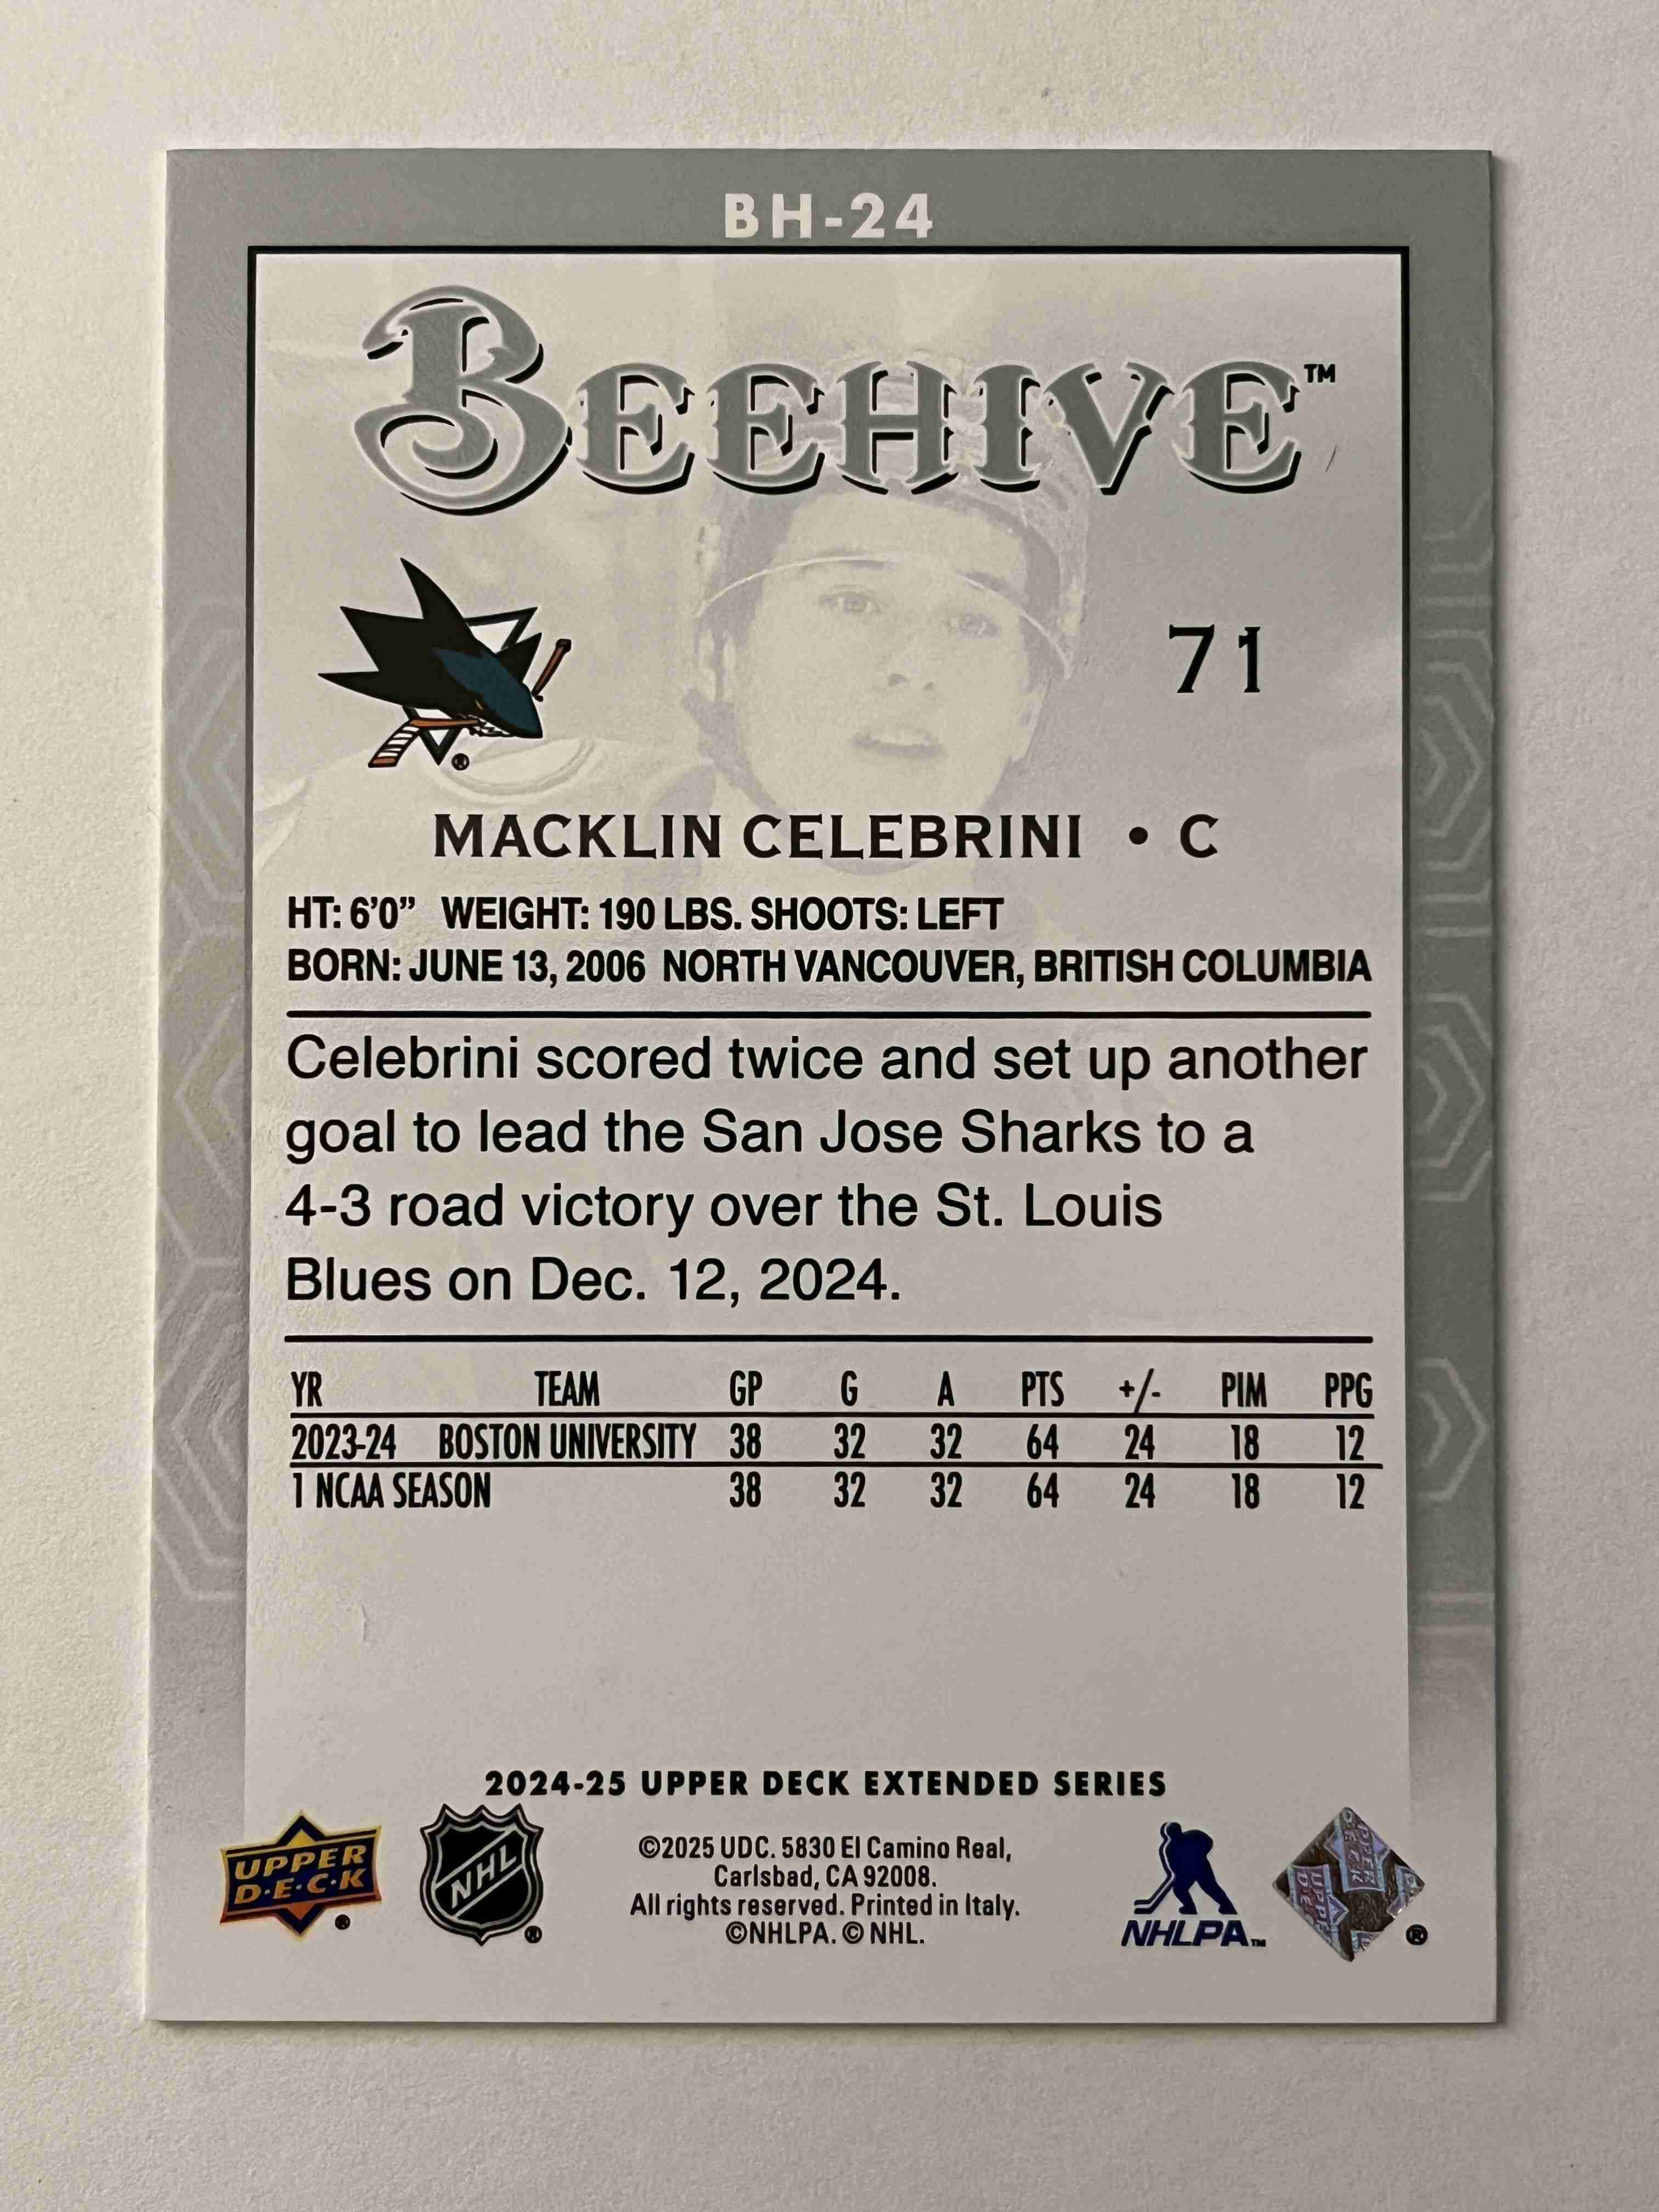 BH-24
BEEHIVE™
71
MACKLIN CELEBRINI • C
HT: 6'0” WEIGHT: 190 LBS. SHOOTS: LEFT
BORN: JUNE 13, 2006 NORTH VANCOUVER, BRITISH COLUMBIA
Celebrini scored twice and set up another
goal to lead the San Jose Sharks to a
4-3 road victory over the St. Louis
Blues on Dec. 12, 2024.
YR TEAM GP G A PTS +/- PIM PPG
2023-24 BOSTON UNIVERSITY 38 32 32 64 24 18 12
1 NCAA SEASON 38 32 32 64 24 18 12
2024-25 UPPER DECK EXTENDED SERIES
UPPER
D·E·C·K ®
NHL ®
©2025 UDC. 5830 El Camino Real,
Carlsbad, CA 92008.
All rights reserved. Printed in Italy.
©NHLPA. © NHL.
NHLPA™
®